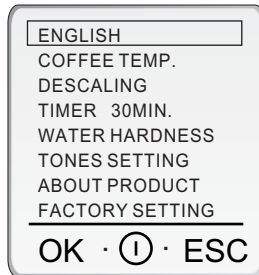 ENGLISH
COFFEE TEMP.
DESCALING
TIMER 30MIN.
WATER HARDNESS
TONES SETTING
ABOUT PRODUCT
FACTORY SETTING
OK · · ESC